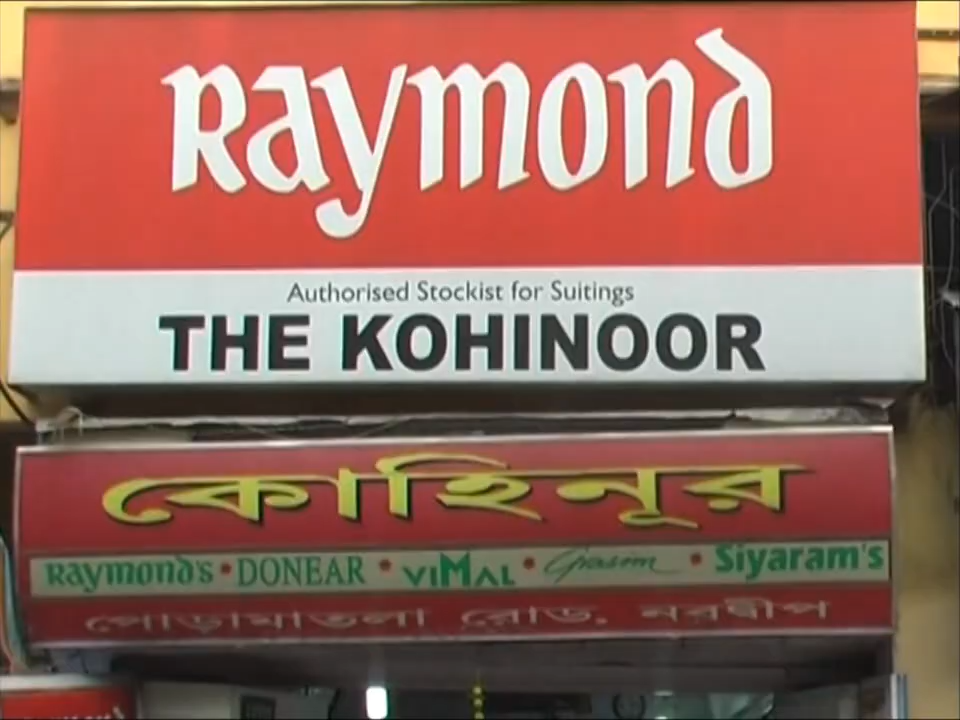 Raymond
Authorised Stockist for Suitings
THE KOHINOOR
কোহিনূর
Raymond's • DONEAR • VIMAL • Grasim • Siyaram's
পোড়ামাতলা রোড. নবদ্বীপ